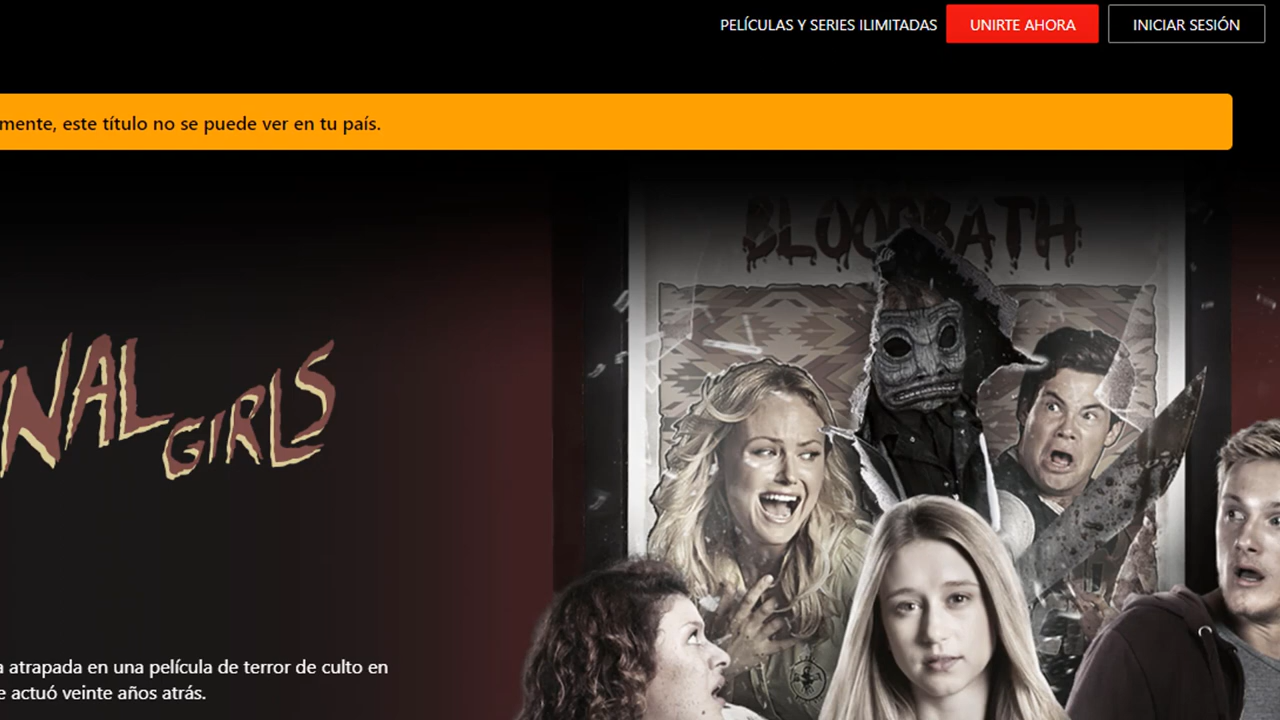 PELÍCULAS Y SERIES ILIMITADAS UNIRTE AHORA INICIAR SESIÓN
mente, este título no se puede ver en tu país.
BLOODBATH
NAL
GIRLS
a atrapada en una película de terror de culto en
e actuó veinte años atrás.